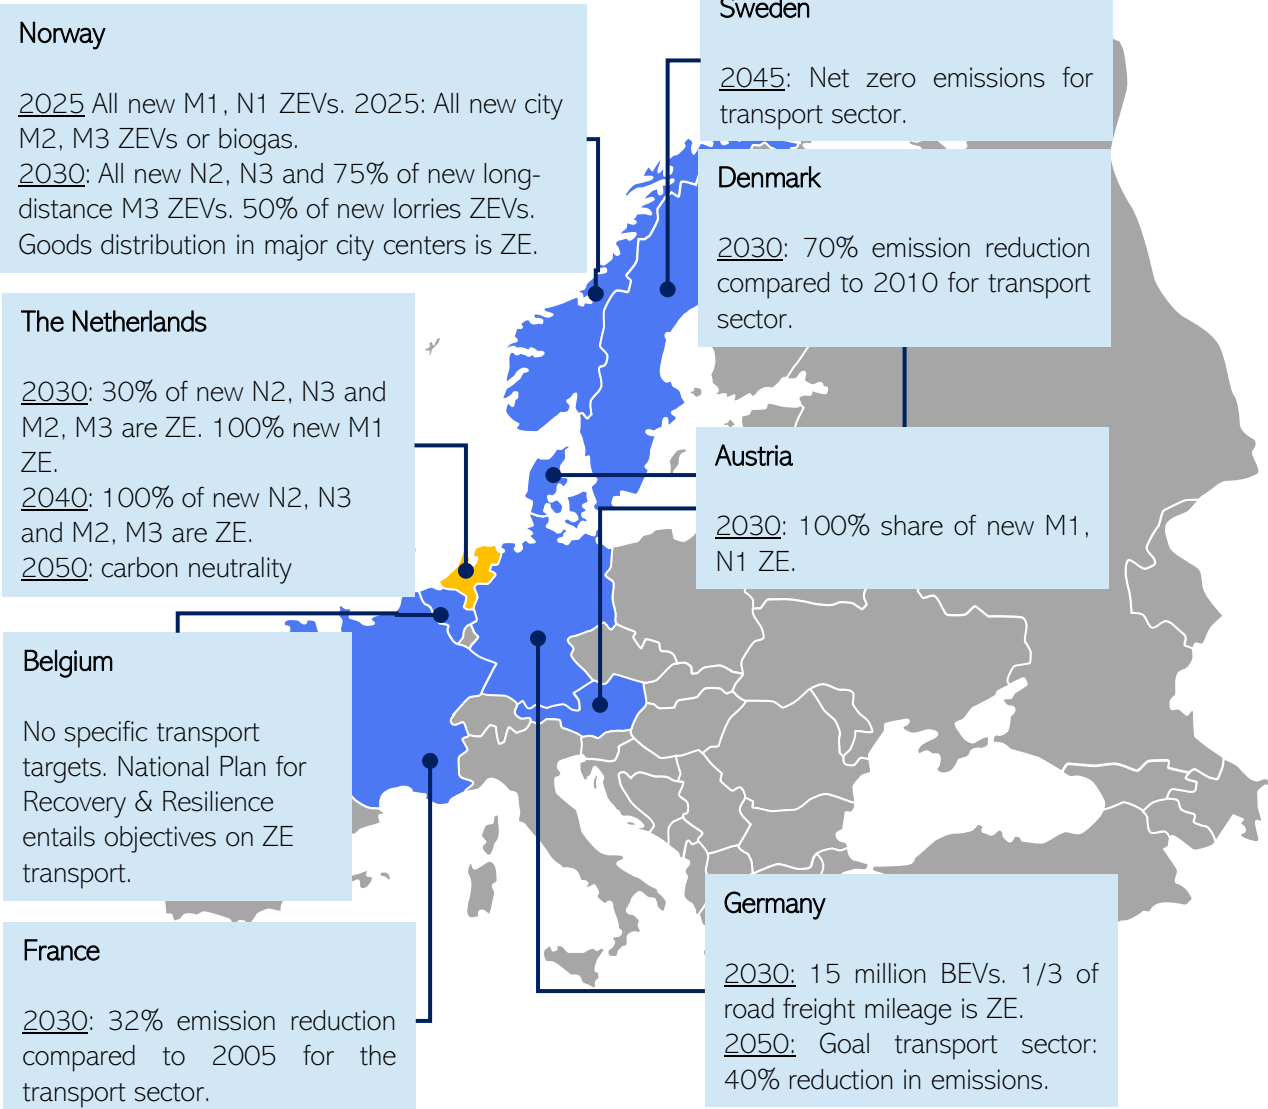 Norway
2025 All new M1, N1 ZEVs. 2025: All new city
M2, M3 ZEVs or biogas.
2030: All new N2, N3 and 75% of new long-
distance M3 ZEVs. 50% of new lorries ZEVs.
Goods distribution in major city centers is ZE.
Sweden
2045: Net zero emissions for
transport sector.
Denmark
2030: 70% emission reduction
compared to 2010 for transport
sector.
The Netherlands
2030: 30% of new N2, N3 and
M2, M3 are ZE. 100% new M1
ZE.
2040: 100% of new N2, N3
and M2, M3 are ZE.
2050: carbon neutrality
Austria
2030: 100% share of new M1,
N1 ZE.
Belgium
No specific transport
targets. National Plan for
Recovery & Resilience
entails objectives on ZE
transport.
France
2030: 32% emission reduction
compared to 2005 for the
transport sector.
Germany
2030: 15 million BEVs. 1/3 of
road freight mileage is ZE.
2050: Goal transport sector:
40% reduction in emissions.